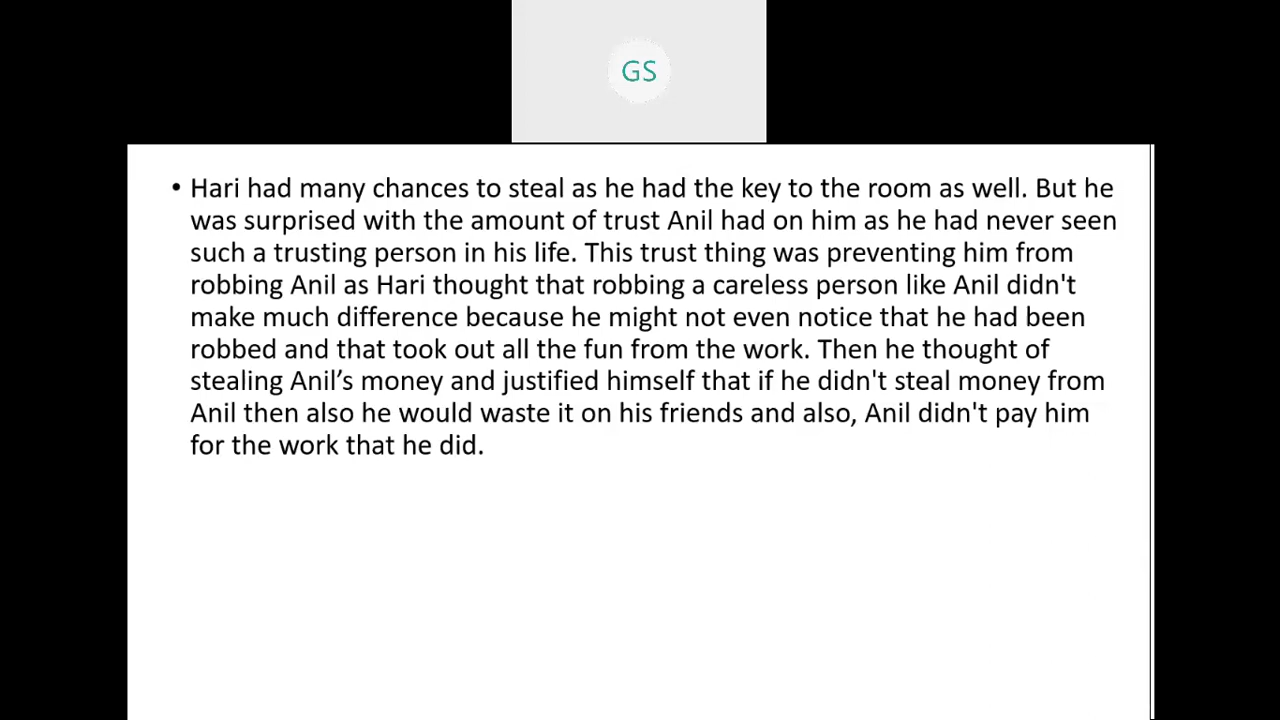 GS
• Hari had many chances to steal as he had the key to the room as well. But he
was surprised with the amount of trust Anil had on him as he had never seen
such a trusting person in his life. This trust thing was preventing him from
robbing Anil as Hari thought that robbing a careless person like Anil didn't
make much difference because he might not even notice that he had been
robbed and that took out all the fun from the work. Then he thought of
stealing Anil’s money and justified himself that if he didn't steal money from
Anil then also he would waste it on his friends and also, Anil didn't pay him
for the work that he did.